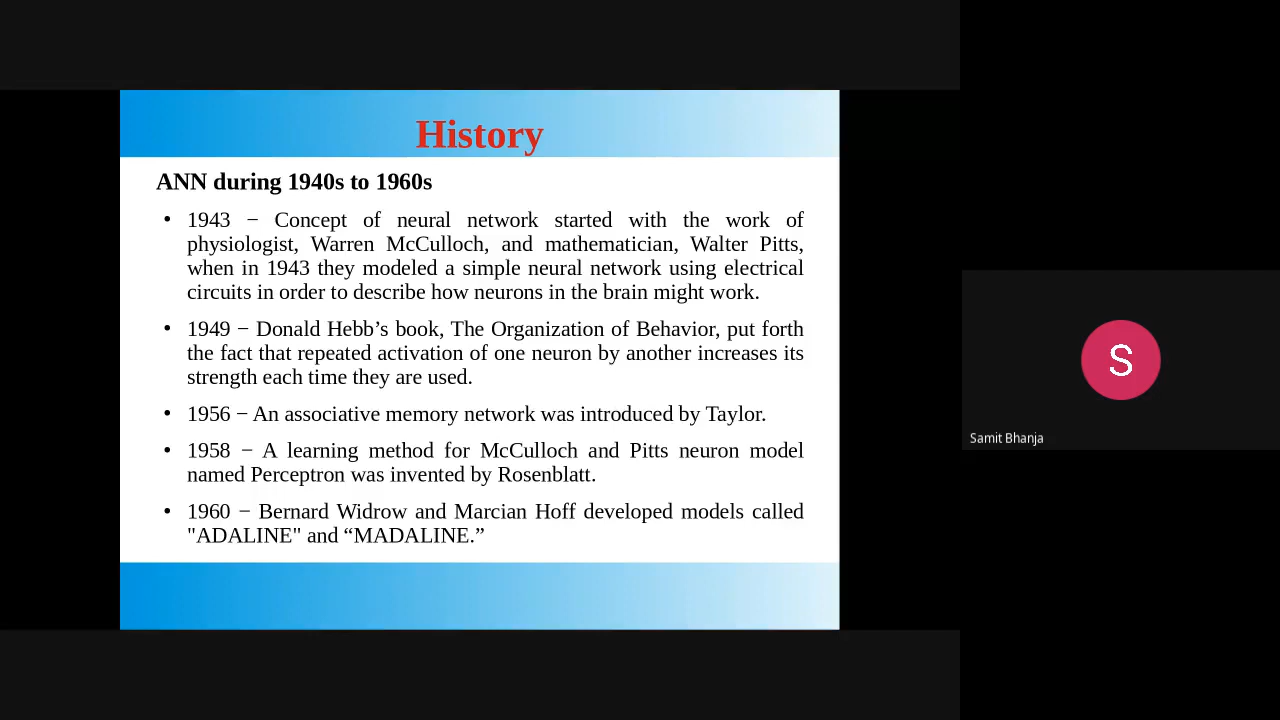 History
ANN during 1940s to 1960s
• 1943 − Concept of neural network started with the work of
physiologist, Warren McCulloch, and mathematician, Walter Pitts,
when in 1943 they modeled a simple neural network using electrical
circuits in order to describe how neurons in the brain might work.
• 1949 − Donald Hebb’s book, The Organization of Behavior, put forth
the fact that repeated activation of one neuron by another increases its
strength each time they are used.
• 1956 − An associative memory network was introduced by Taylor.
• 1958 − A learning method for McCulloch and Pitts neuron model
named Perceptron was invented by Rosenblatt.
• 1960 − Bernard Widrow and Marcian Hoff developed models called
"ADALINE" and “MADALINE.”
S
Samit Bhanja